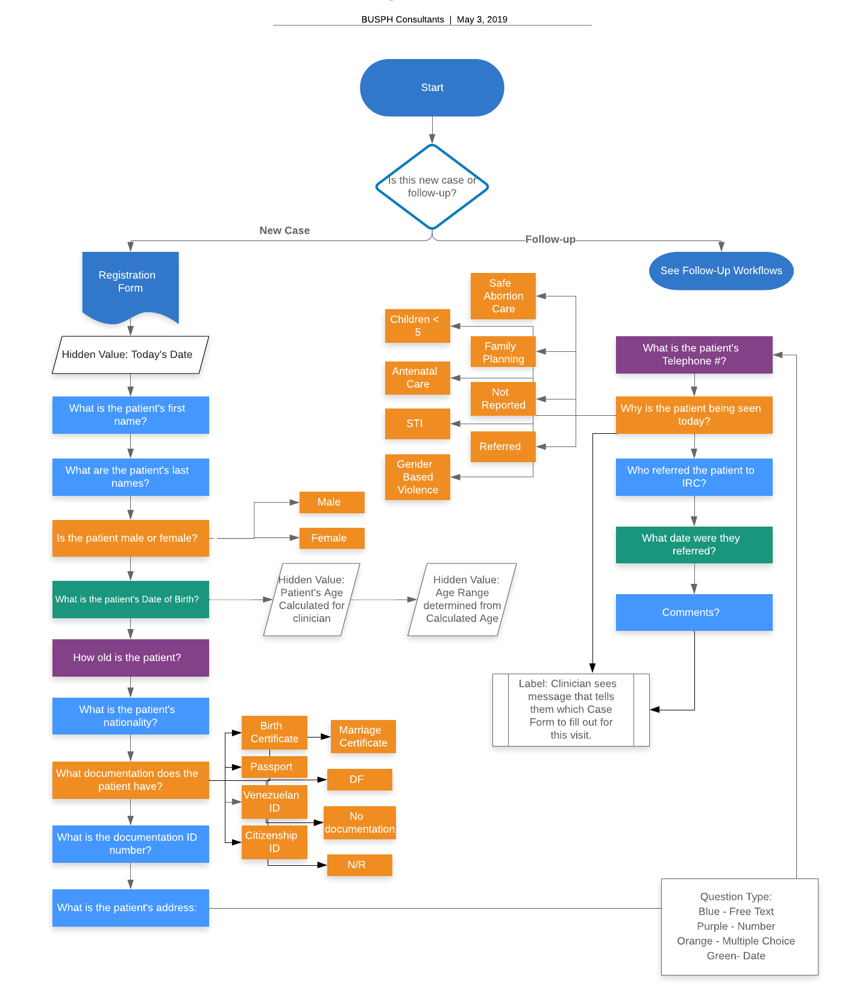 BUSPH Consultants | May 3, 2019
Start
Is this new case or
follow-up?
New Case
Follow-up
Registration
Form
See Follow-Up Workflows
Hidden Value: Today's Date
What is the patient's first
name?
What are the patient's last
names?
Is the patient male or female?
Male
Female
What is the patient's Date of Birth?
Hidden Value:
Patient's Age
Calculated for
clinician
Hidden Value:
Age Range
determined from
Calculated Age
How old is the patient?
What is the patient's
nationality?
What documentation does the
patient have?
Birth
Certificate
Marriage
Certificate
Passport
DF
Venezuelan
ID
No
documentation
Citizenship
ID
N/R
What is the documentation ID
number?
What is the patient's address:
What is the patient's
Telephone #?
Why is the patient being seen
today?
Safe
Abortion
Care
Children <
5
Family
Planning
Antenatal
Care
Not
Reported
STI
Referred
Gender
Based
Violence
Who referred the patient to
IRC?
What date were they
referred?
Comments?
Label: Clinician sees
message that tells
them which Case
Form to fill out for
this visit.
Question Type:
Blue - Free Text
Purple - Number
Orange - Multiple Choice
Green- Date